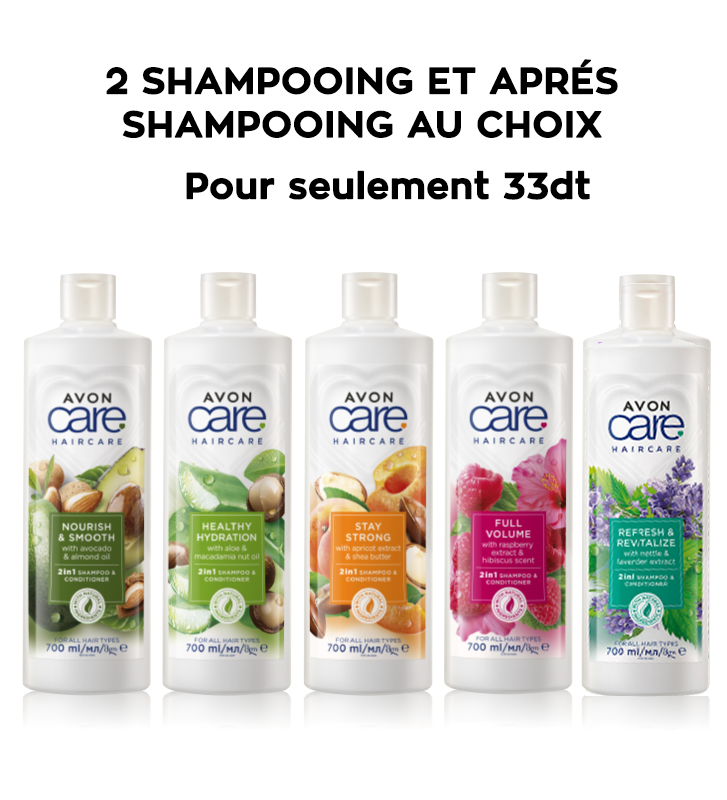 2 SHAMPOOING ET APRÉS
SHAMPOOING AU CHOIX
Pour seulement 33dt
AVON
care
HAIRCARE
NOURISH
& SMOOTH
with avocado
& almond oil
2in1 SHAMPOO &
CONDITIONER
FOR ALL HAIR TYPES
700 ml/мл/
AVON
care
HAIRCARE
HEALTHY
HYDRATION
with aloe &
macadamia nut oil
2in1 SHAMPOO &
CONDITIONER
FOR ALL HAIR TYPES
700 ml/мл/
AVON
care
HAIRCARE
STAY
STRONG
with apricot extract
& shea butter
2in1 SHAMPOO &
CONDITIONER
FOR ALL HAIR TYPES
700 ml/мл/
AVON
care
HAIRCARE
FULL
VOLUME
with raspberry
extract &
hibiscus scent
2in1 SHAMPOO &
CONDITIONER
FOR ALL HAIR TYPES
700 ml/мл/
AVON
care
HAIRCARE
REFRESH &
REVITALIZE
with nettle &
lavender extract
2in1 SHAMPOO &
CONDITIONER
FOR ALL HAIR TYPES
700 ml/мл/